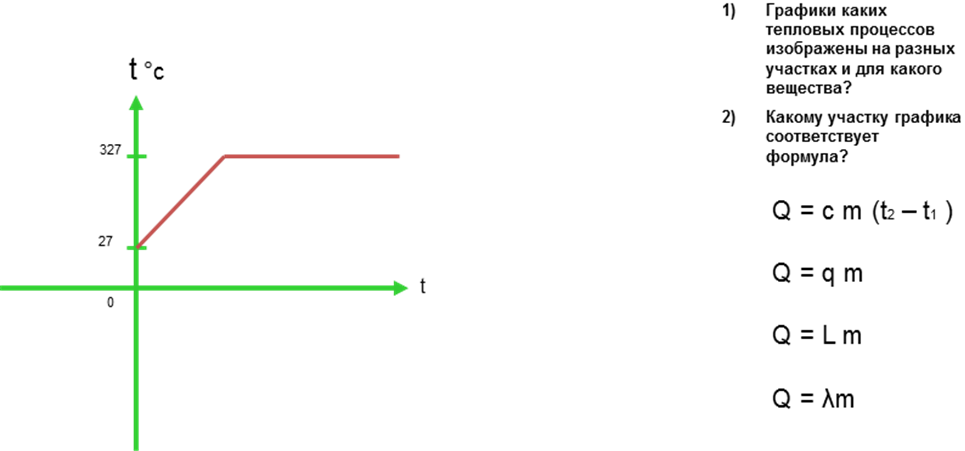 t °c
327
27
0
t
1) Графики каких
тепловых процессов
изображены на разных
участках и для какого
вещества?
2) Какому участку графика
соответствует
формула?
Q = c m (t₂ – t₁ )
Q = q m
Q = L m
Q = λm